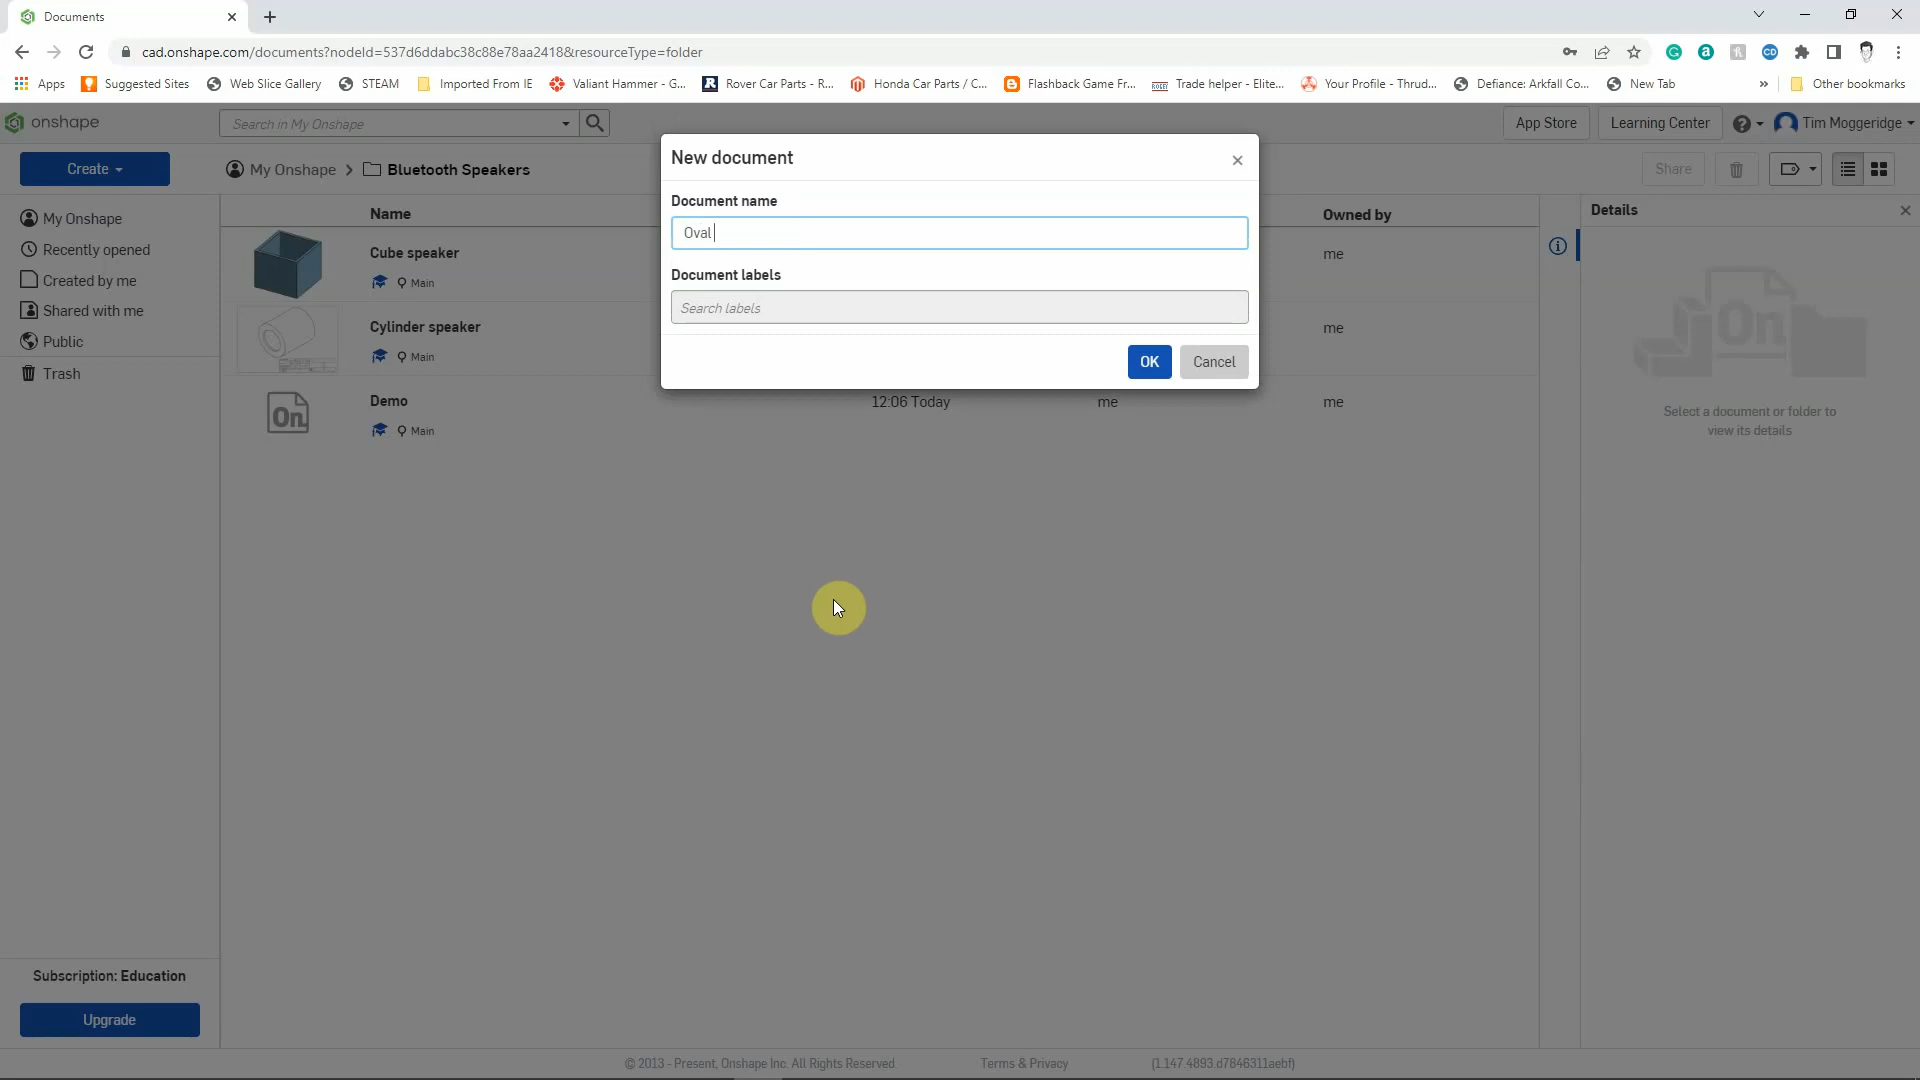 Documents
cad.onshape.com/documents?nodeId=537d6ddabc38c88e78aa2418&resourceType=folder
Apps Suggested Sites Web Slice Gallery STEAM Imported From IE Valiant Hammer - G... Rover Car Parts - R... Honda Car Parts / C... Flashback Game Fr... Trade helper - Elite... Your Profile - Thrud... Defiance: Arkfall Co... New Tab » Other bookmarks
onshape
Search in My Onshape
App Store
Learning Center
Tim Moggeridge
Create
My Onshape
Bluetooth Speakers
Share
New document
Document name
Oval
Document labels
Search labels
OK
Cancel
My Onshape
Recently opened
Created by me
Shared with me
Public
Trash
Name
Owned by
Cube speaker
Main
me
Cylinder speaker
Main
me
Demo
Main
12:06 Today
me
me
On
Details
On
Select a document or folder to
view its details
Subscription: Education
Upgrade
© 2013 - Present, Onshape Inc. All Rights Reserved
Terms & Privacy
(1.147.4893.d7846311aebf)